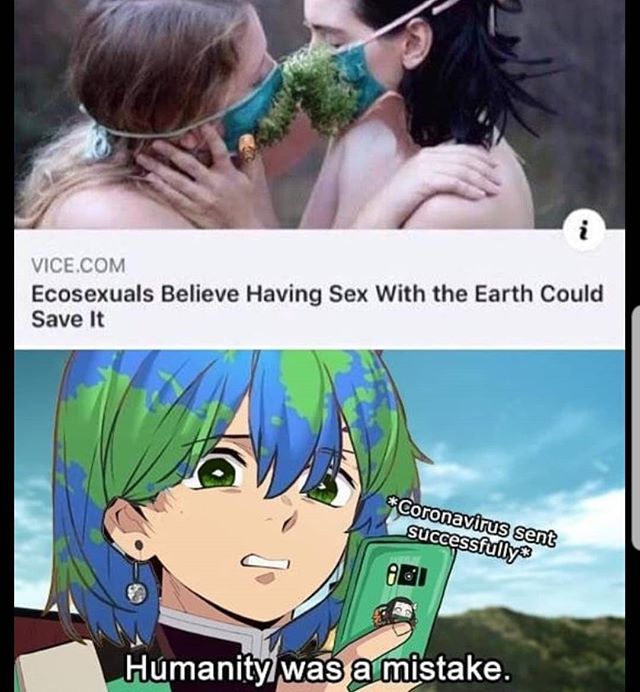 i
VICE.COM
Ecosexuals Believe Having Sex With the Earth Could
Save It
*Coronavirus sent
successfully*
Humanity was a mistake.